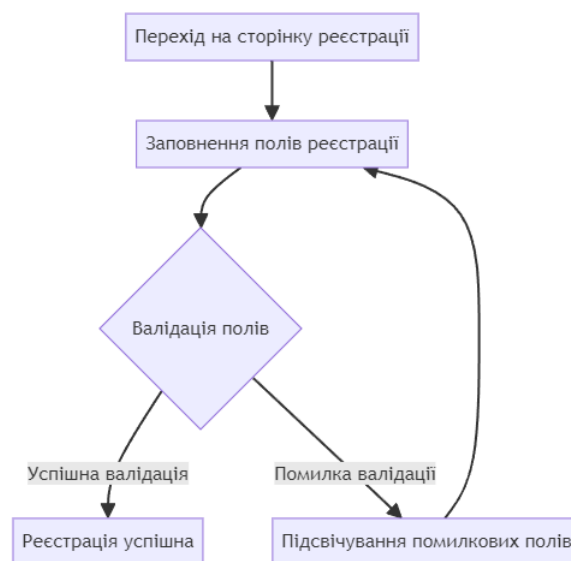 Перехід на сторінку реєстрації
Заповнення полів реєстрації
Валідація полів
Успішна валідація
Помилка валідації
Реєстрація успішна
Підсвічування помилкових полів